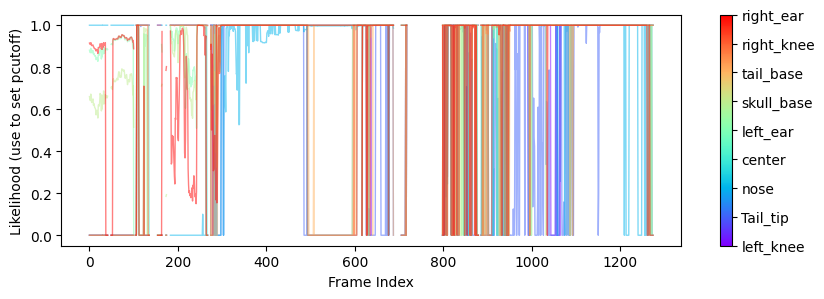 Likelihood (use to set pcutoff)
1.0
0.8
0.6
0.4
0.2
0.0
0
200
400
600
800
1000
1200
Frame Index
right_ear
right_knee
tail_base
skull_base
left_ear
center
nose
Tail_tip
left_knee